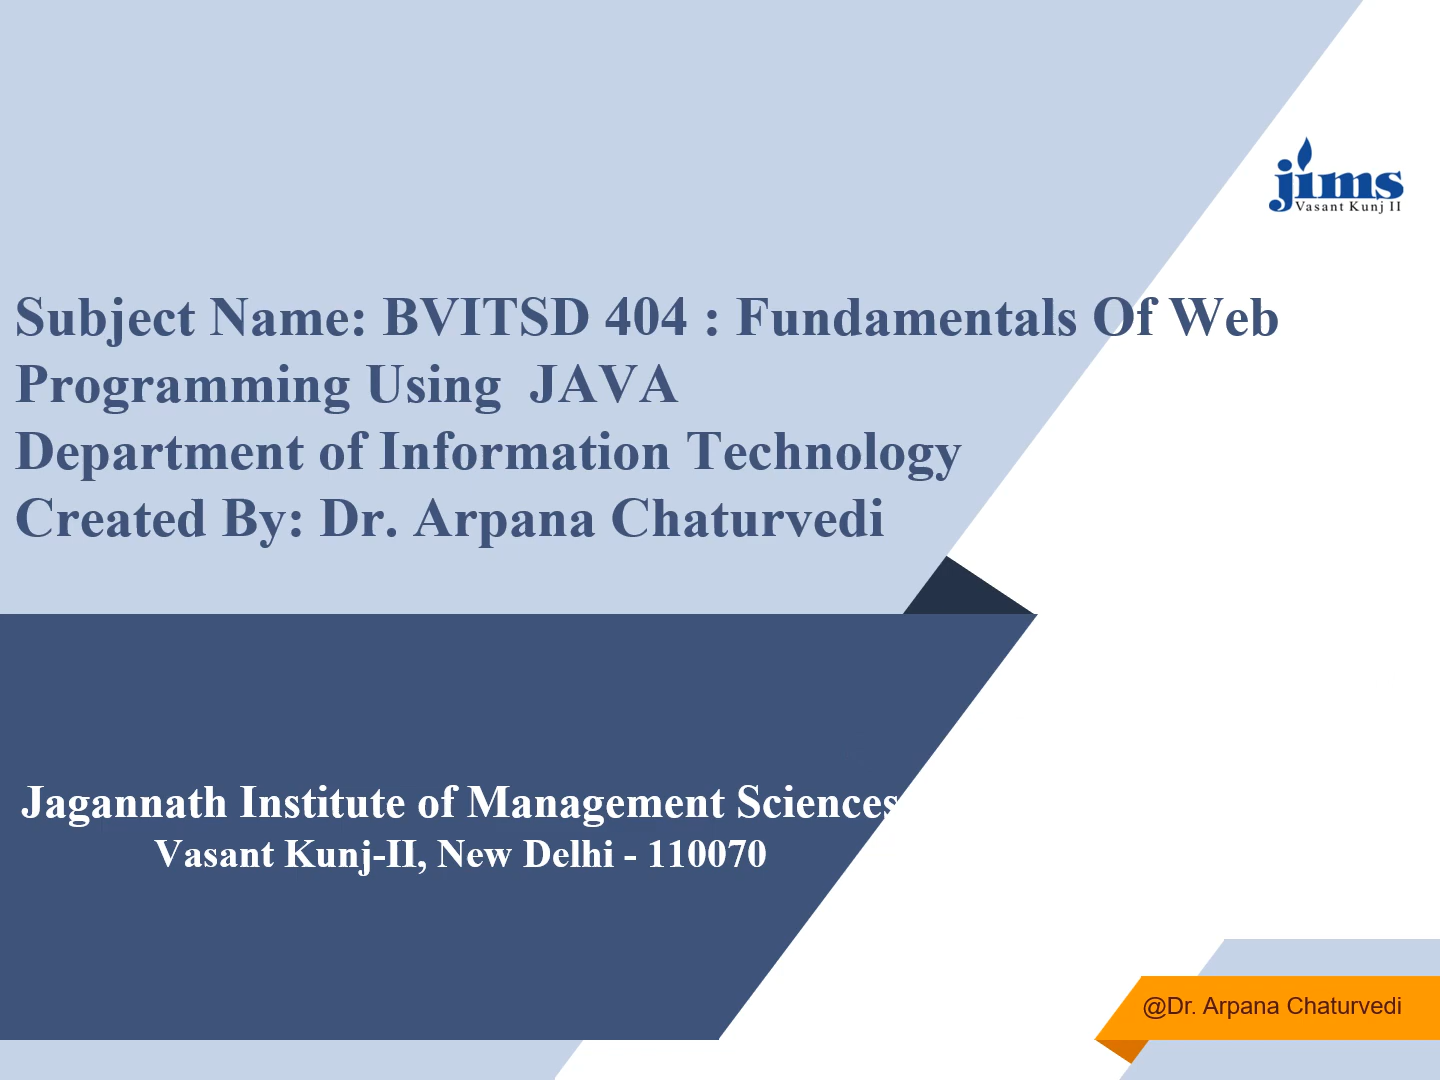 jims
Vasant Kunj II
Subject Name: BVITSD 404 : Fundamentals Of Web
Programming Using  JAVA
Department of Information Technology
Created By: Dr. Arpana Chaturvedi
Jagannath Institute of Management Sciences
Vasant Kunj-II, New Delhi - 110070
@Dr. Arpana Chaturvedi